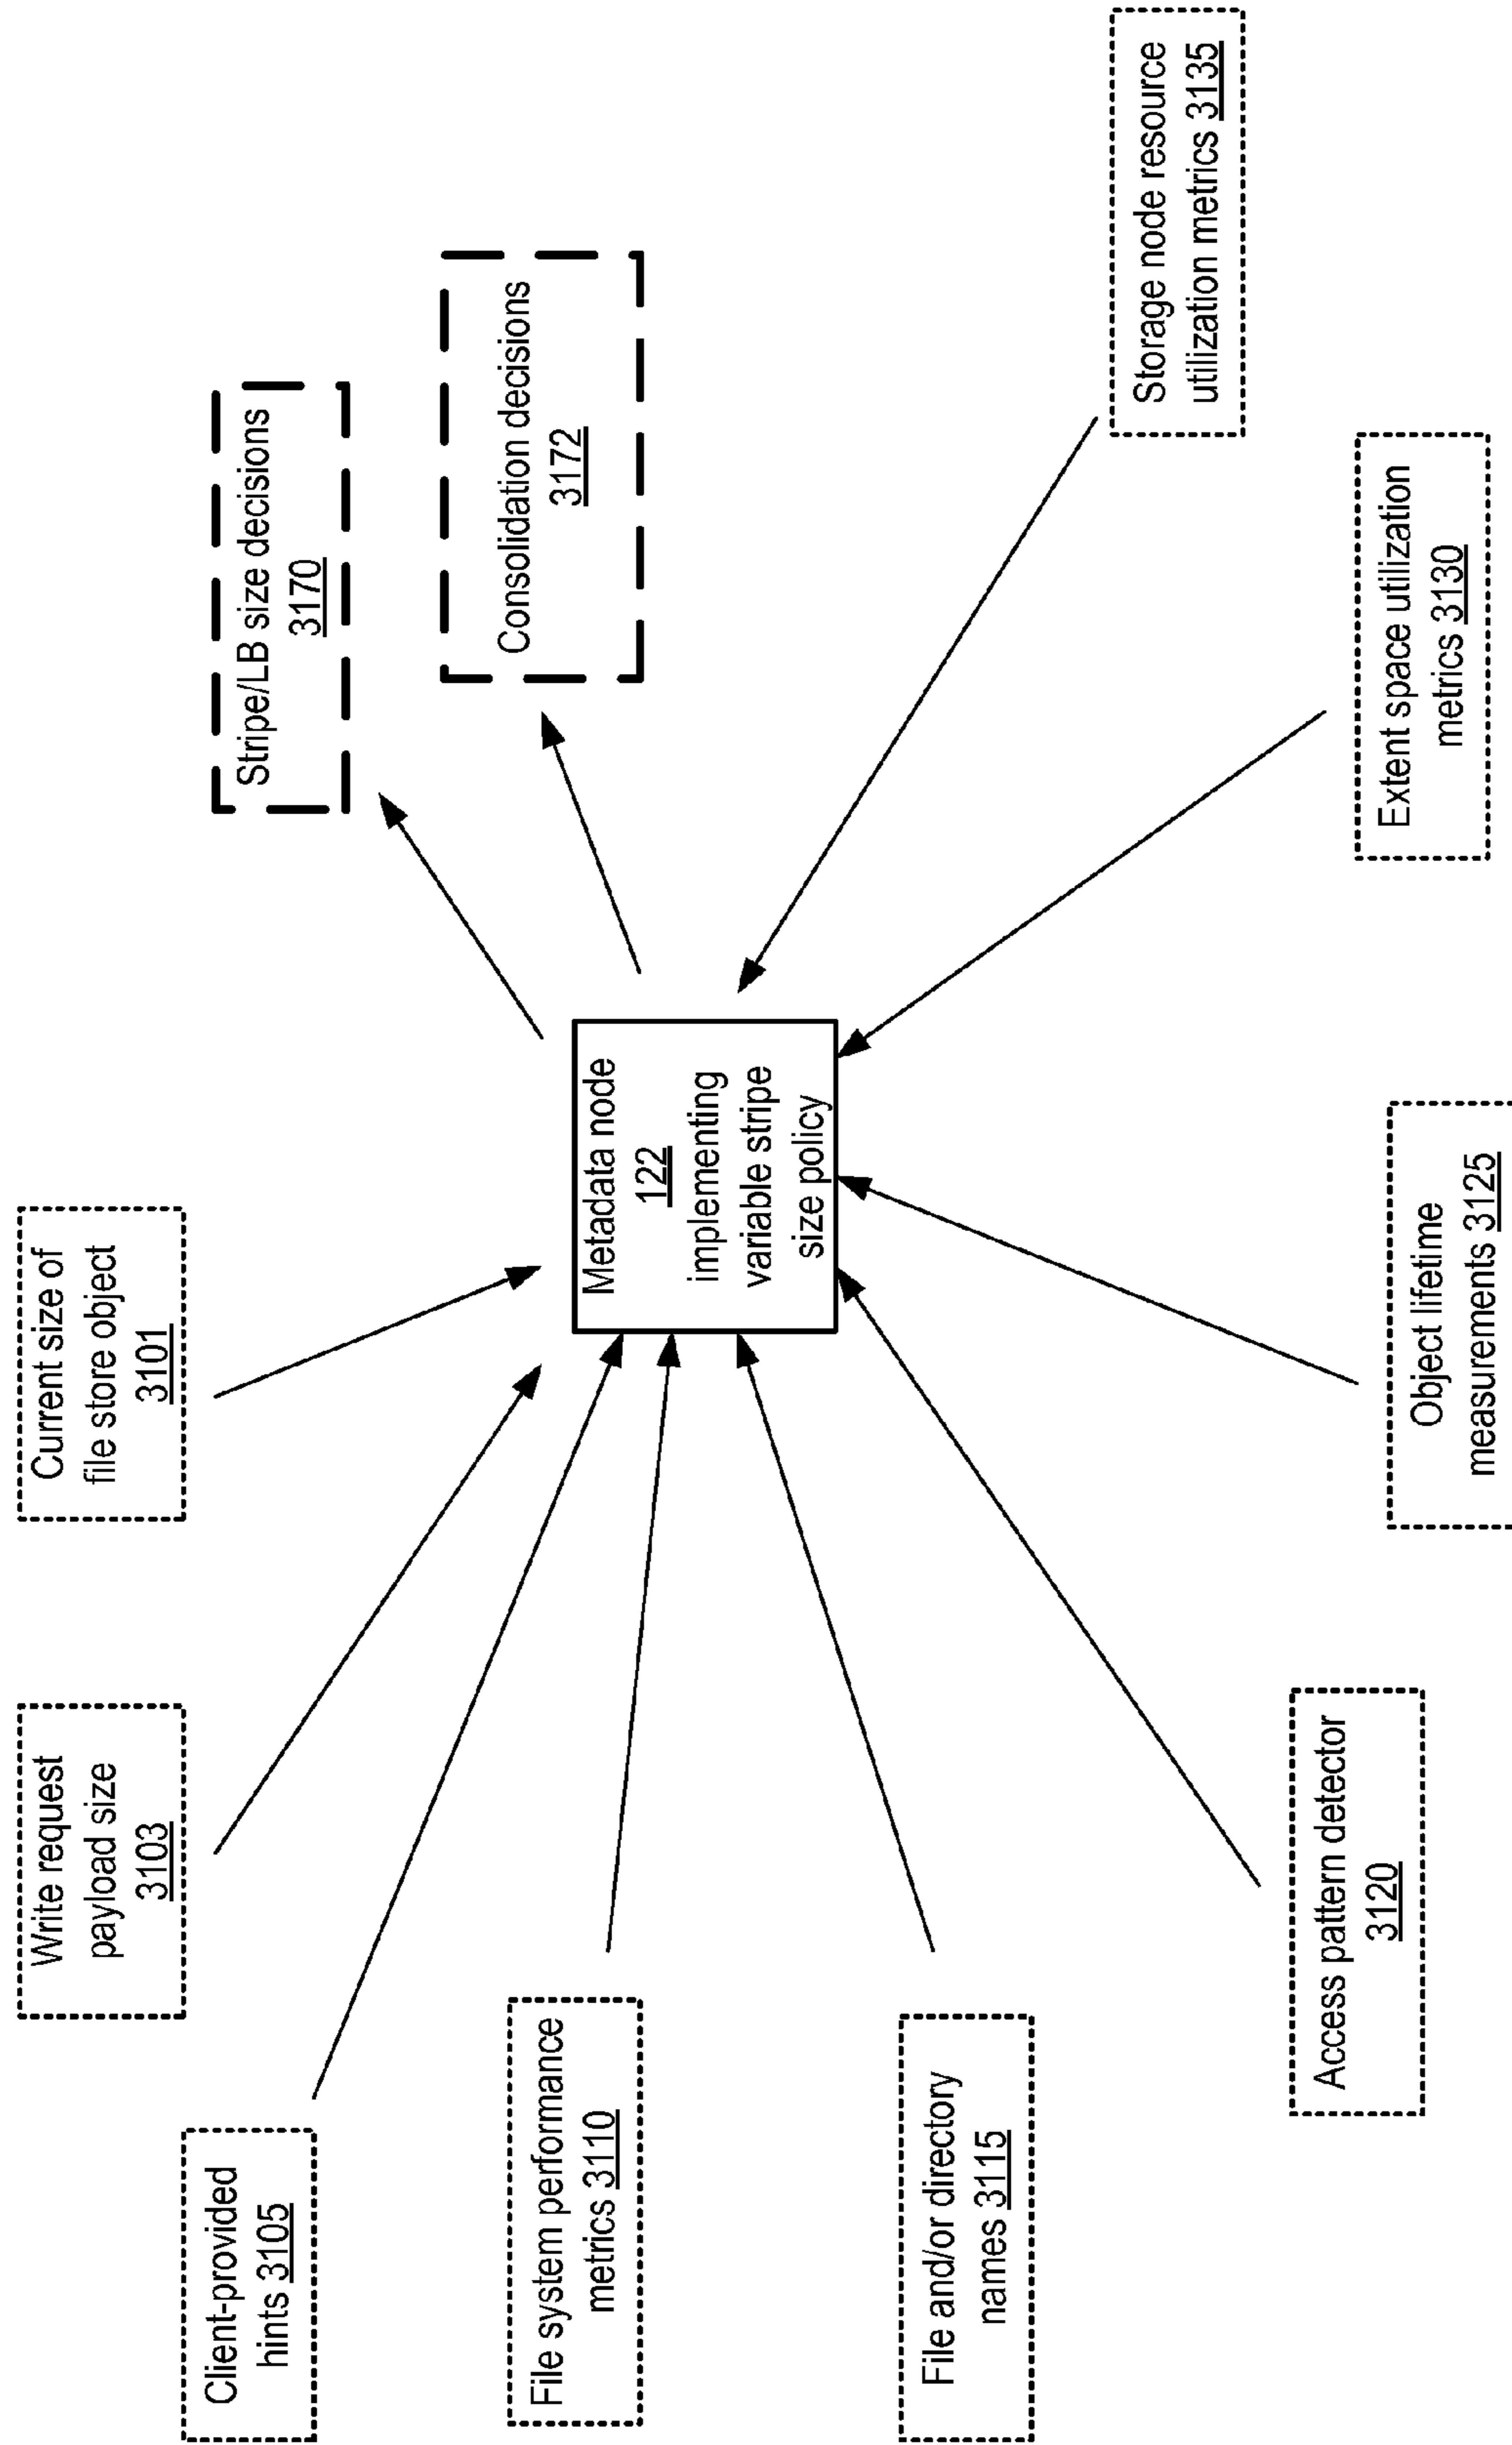 Current size of
file store object
3101
Write request
payload size
3103
Client-provided
hints 3105
File system performance
metrics 3110
File and/or directory
names 3115
Access pattern detector
3120
Object lifetime
measurements 3125
Extent space utilization
metrics 3130
Storage node resource
utilization metrics 3135
Metadata node
122
implementing
variable stripe
size policy
Stripe/LB size decisions
3170
Consolidation decisions
3172